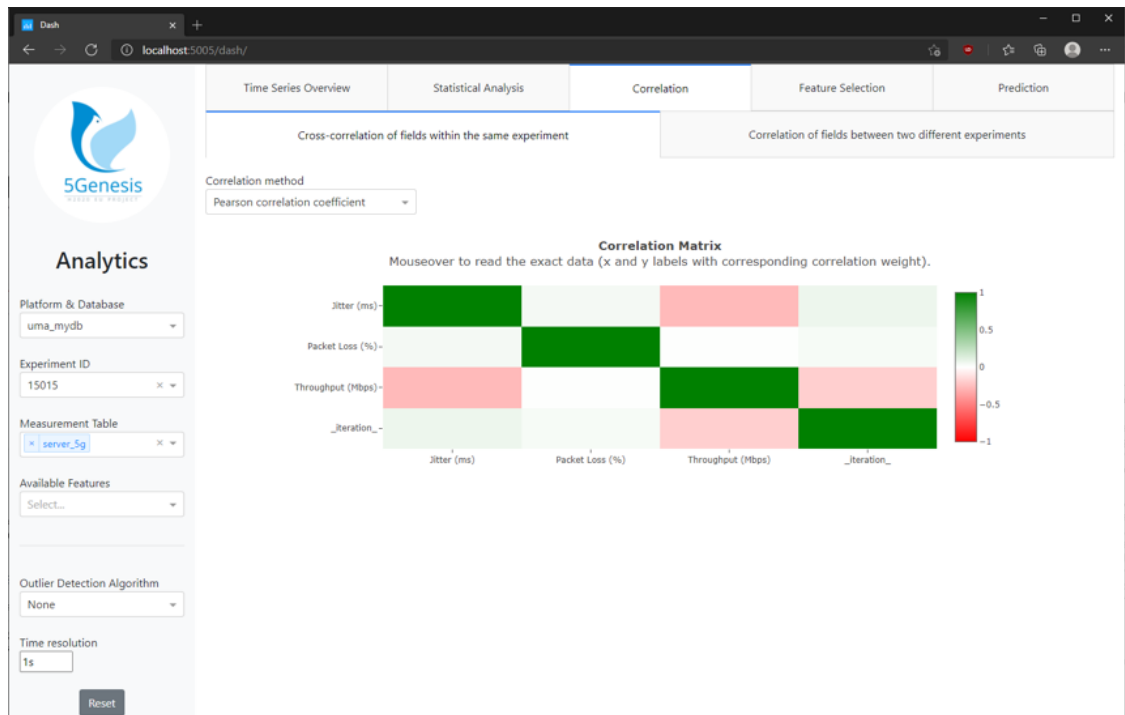 Dash
localhost:5005/dash/
Time Series Overview
Statistical Analysis
Correlation
Feature Selection
Prediction
Cross-correlation of fields within the same experiment
Correlation of fields between two different experiments
5Genesis
H2020 EU PROJECT
Analytics
Platform & Database
uma_mydb
Experiment ID
15015
Measurement Table
× server_5g
Available Features
Select...
Outlier Detection Algorithm
None
Time resolution
1s
Reset
Correlation method
Pearson correlation coefficient
Correlation Matrix
Mouseover to read the exact data (x and y labels with corresponding correlation weight).
Jitter (ms)
Packet Loss (%)
Throughput (Mbps)
_iteration_
Jitter (ms)
Packet Loss (%)
Throughput (Mbps)
_iteration_
1
0.5
0
−0.5
−1